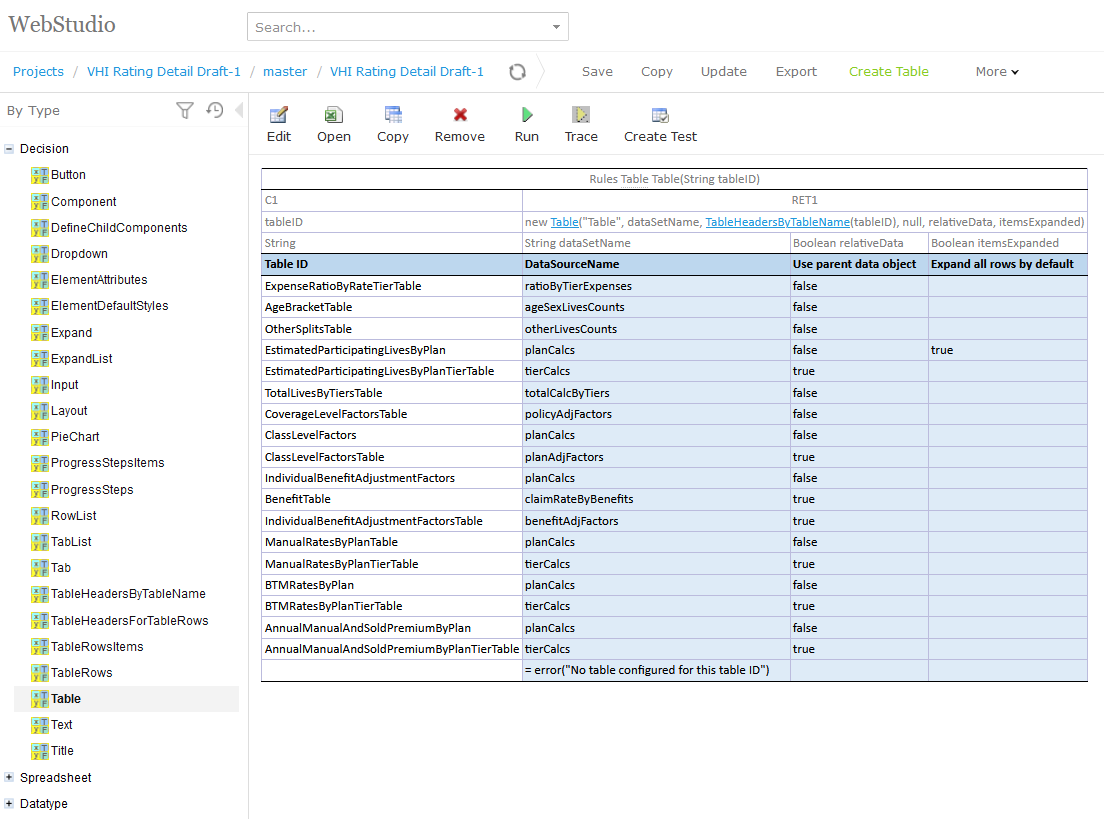 WebStudio
Search...
Projects / VHI Rating Detail Draft-1 / master / VHI Rating Detail Draft-1 Save Copy Update Export Create Table More
By Type
Decision
Button
Component
DefineChildComponents
Dropdown
ElementAttributes
ElementDefaultStyles
Expand
ExpandList
Input
Layout
PieChart
ProgressStepsItems
ProgressSteps
RowList
TabList
Tab
TableHeadersByTableName
TableHeadersForTableRows
TableRowsItems
TableRows
Table
Text
Title
Spreadsheet
Datatype
Edit Open Copy Remove Run Trace Create Test
Rules Table Table(String tableID)
C1 RET1
tableID new Table("Table", dataSetName, TableHeadersByTableName(tableID), null, relativeData, itemsExpanded)
String String dataSetName Boolean relativeData Boolean itemsExpanded
Table ID DataSourceName Use parent data object Expand all rows by default
ExpenseRatioByRateTierTable ratioByTierExpenses false
AgeBracketTable ageSexLivesCounts false
OtherSplitsTable otherLivesCounts false
EstimatedParticipatingLivesByPlan planCalcs false true
EstimatedParticipatingLivesByPlanTierTable tierCalcs true
TotalLivesByTiersTable totalCalcByTiers false
CoverageLevelFactorsTable policyAdjFactors false
ClassLevelFactors planCalcs false
ClassLevelFactorsTable planAdjFactors true
IndividualBenefitAdjustmentFactors planCalcs false
BenefitTable claimRateByBenefits true
IndividualBenefitAdjustmentFactorsTable benefitAdjFactors true
ManualRatesByPlanTable planCalcs false
ManualRatesByPlanTierTable tierCalcs true
BTMRatesByPlan planCalcs false
BTMRatesByPlanTierTable tierCalcs true
AnnualManualAndSoldPremiumByPlan planCalcs false
AnnualManualAndSoldPremiumByPlanTierTable tierCalcs true
= error("No table configured for this table ID")